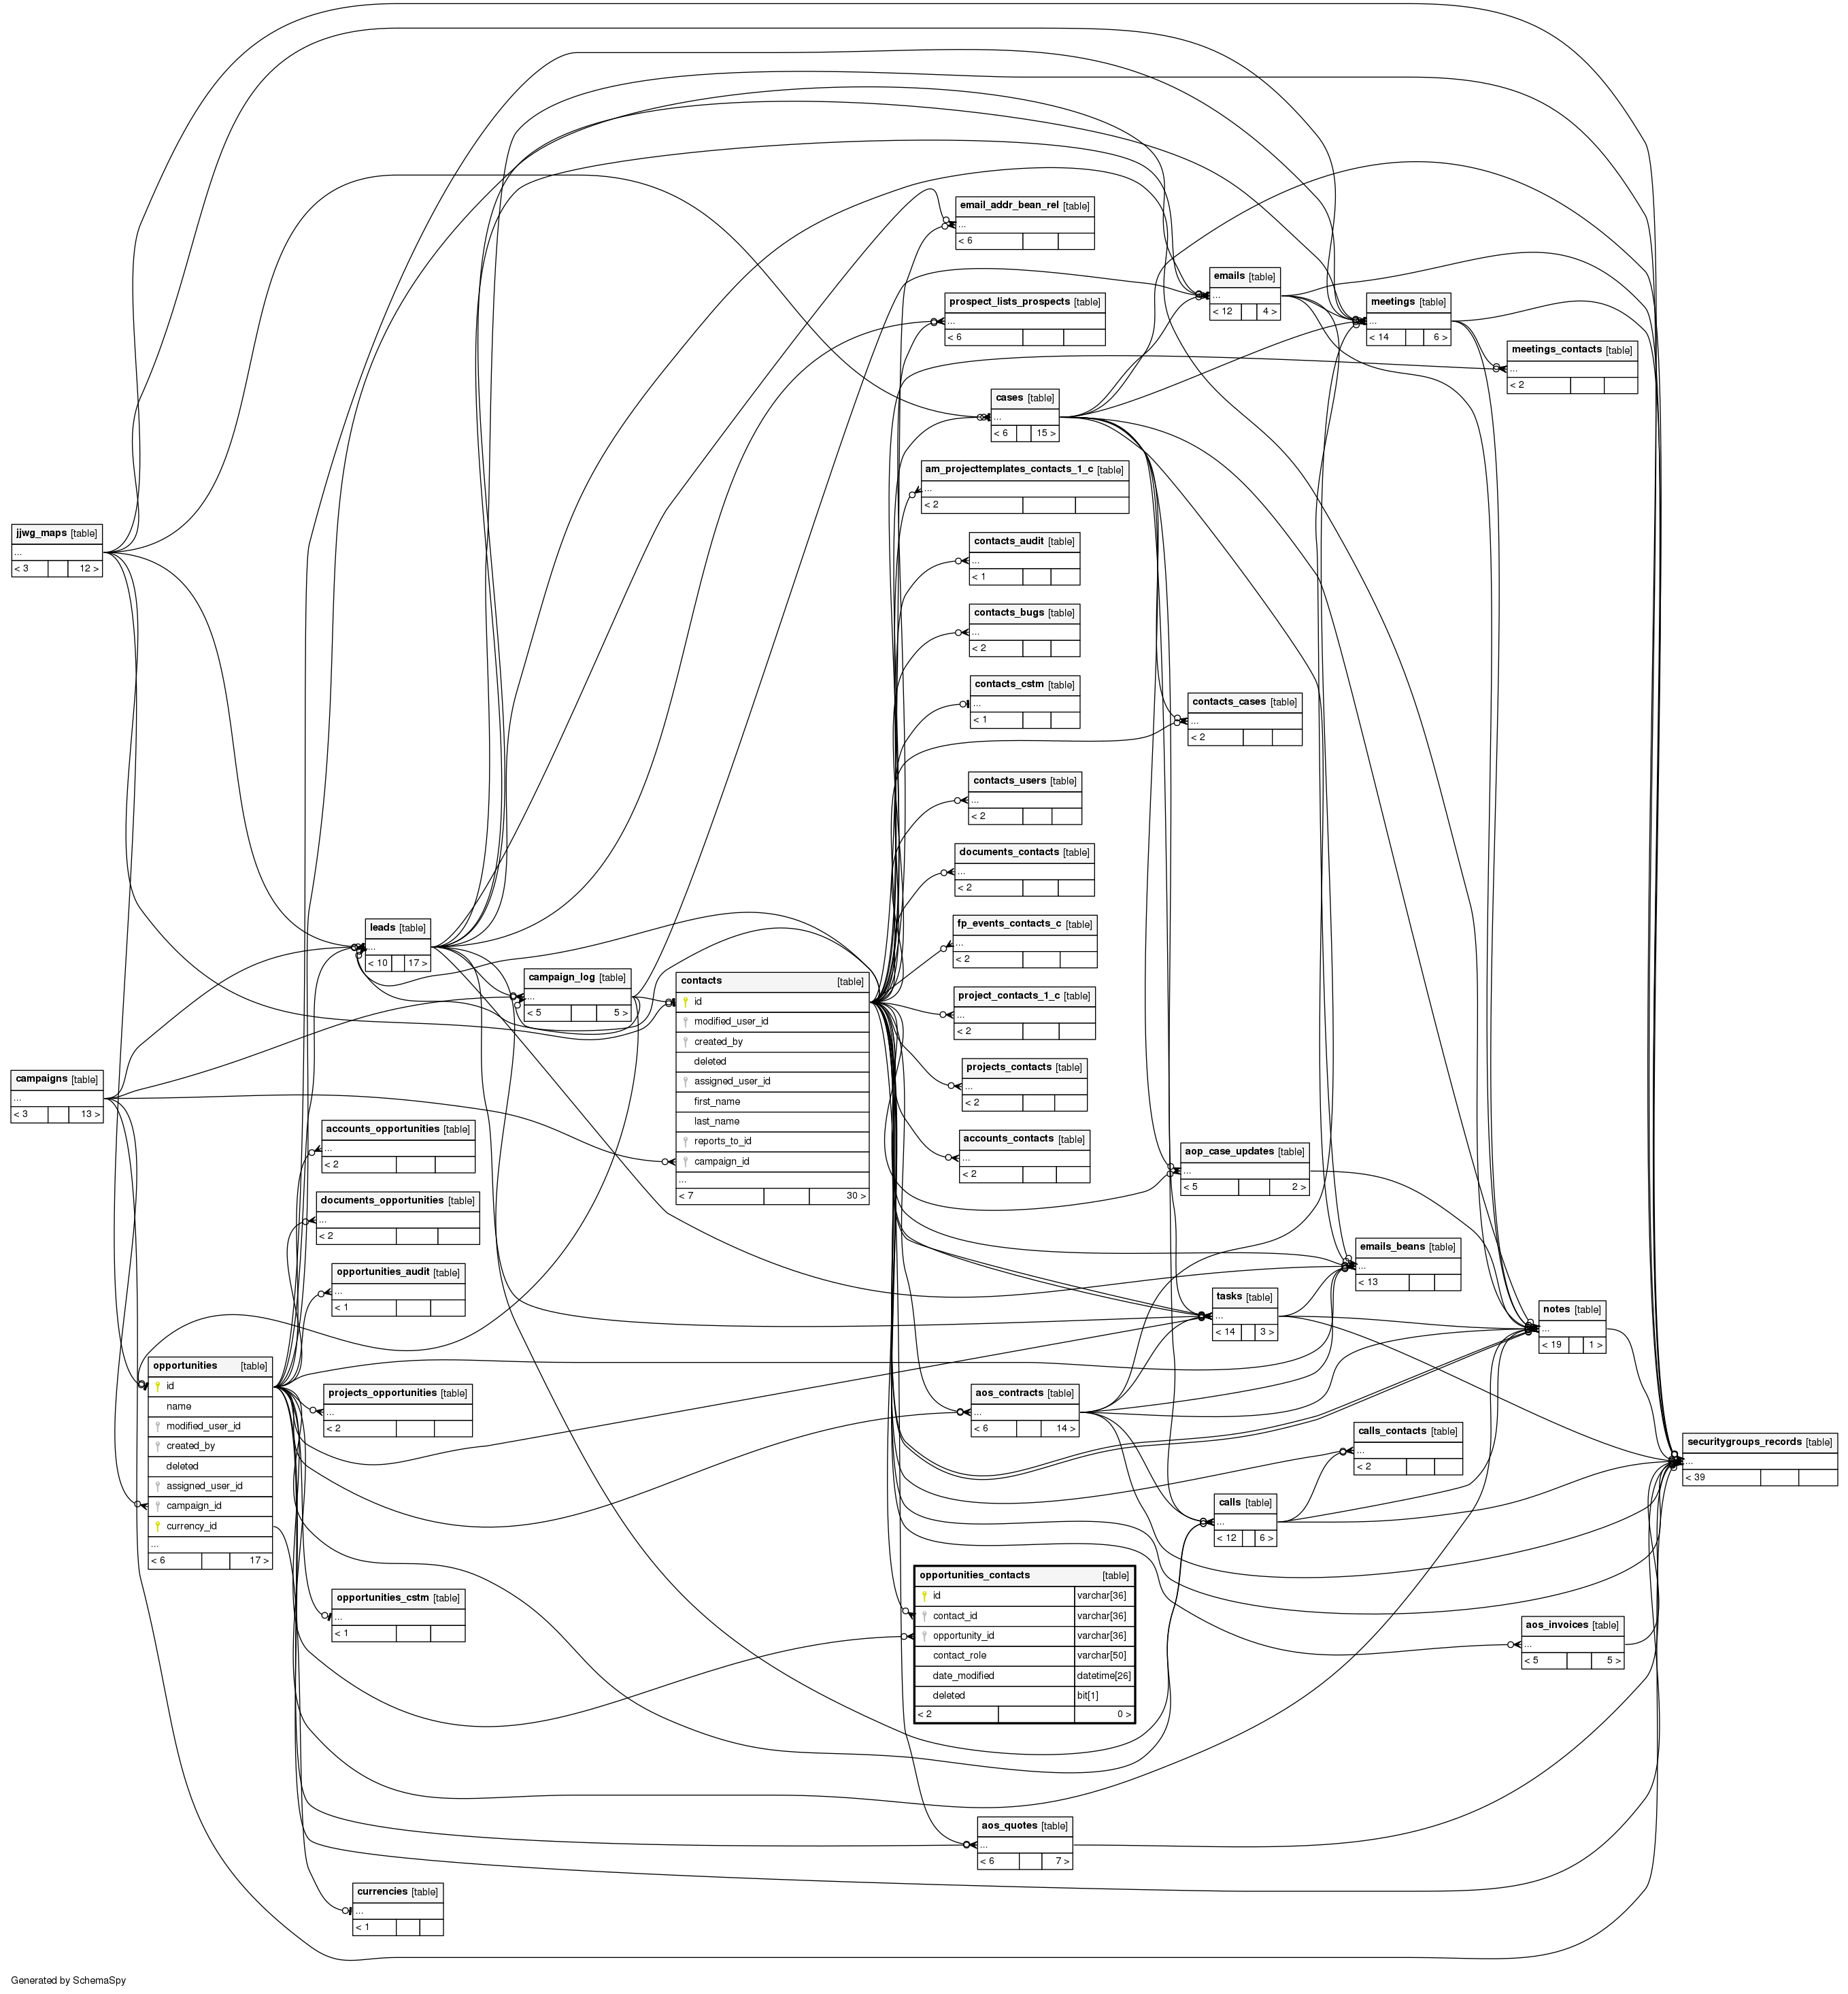 email_addr_bean_rel [table]
...
< 6
emails [table]
...
< 12 4 >
prospect_lists_prospects [table]
...
< 6
meetings [table]
...
< 14 6 >
meetings_contacts [table]
...
< 2
cases [table]
...
< 6 15 >
am_projecttemplates_contacts_1_c [table]
...
< 2
jjwg_maps [table]
...
< 3 12 >
contacts_audit [table]
...
< 1
contacts_bugs [table]
...
< 2
contacts_cstm [table]
...
< 1
contacts_cases [table]
...
< 2
contacts_users [table]
...
< 2
documents_contacts [table]
...
< 2
leads [table]
...
< 10 17 >
fp_events_contacts_c [table]
...
< 2
campaign_log [table]
...
< 5 5 >
contacts [table]
id
modified_user_id
created_by
deleted
assigned_user_id
first_name
last_name
reports_to_id
campaign_id
...
< 7 30 >
project_contacts_1_c [table]
...
< 2
projects_contacts [table]
...
< 2
campaigns [table]
...
< 3 13 >
accounts_opportunities [table]
...
< 2
accounts_contacts [table]
...
< 2
aop_case_updates [table]
...
< 5 2 >
documents_opportunities [table]
...
< 2
emails_beans [table]
...
< 13
opportunities_audit [table]
...
< 1
tasks [table]
...
< 14 3 >
notes [table]
...
< 19 1 >
opportunities [table]
id
name
modified_user_id
created_by
deleted
assigned_user_id
campaign_id
currency_id
...
< 6 17 >
projects_opportunities [table]
...
< 2
aos_contracts [table]
...
< 6 14 >
calls_contacts [table]
...
< 2
securitygroups_records [table]
...
< 39
calls [table]
...
< 12 6 >
opportunities_cstm [table]
...
< 1
opportunities_contacts [table]
id varchar[36]
contact_id varchar[36]
opportunity_id varchar[36]
contact_role varchar[50]
date_modified datetime[26]
deleted bit[1]
< 2 0 >
aos_invoices [table]
...
< 5 5 >
aos_quotes [table]
...
< 6 7 >
currencies [table]
...
< 1
Generated by SchemaSpy